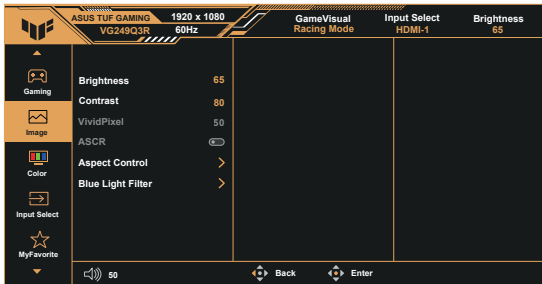 ASUS TUF GAMING 1920 x 1080
VG249Q3R 60Hz
GameVisual
Racing Mode
Input Select
HDMI-1
Brightness
65
Gaming
Image
Color
Input Select
MyFavorite
Brightness 65
Contrast 80
VividPixel 50
ASCR
Aspect Control
Blue Light Filter
50 Back Enter